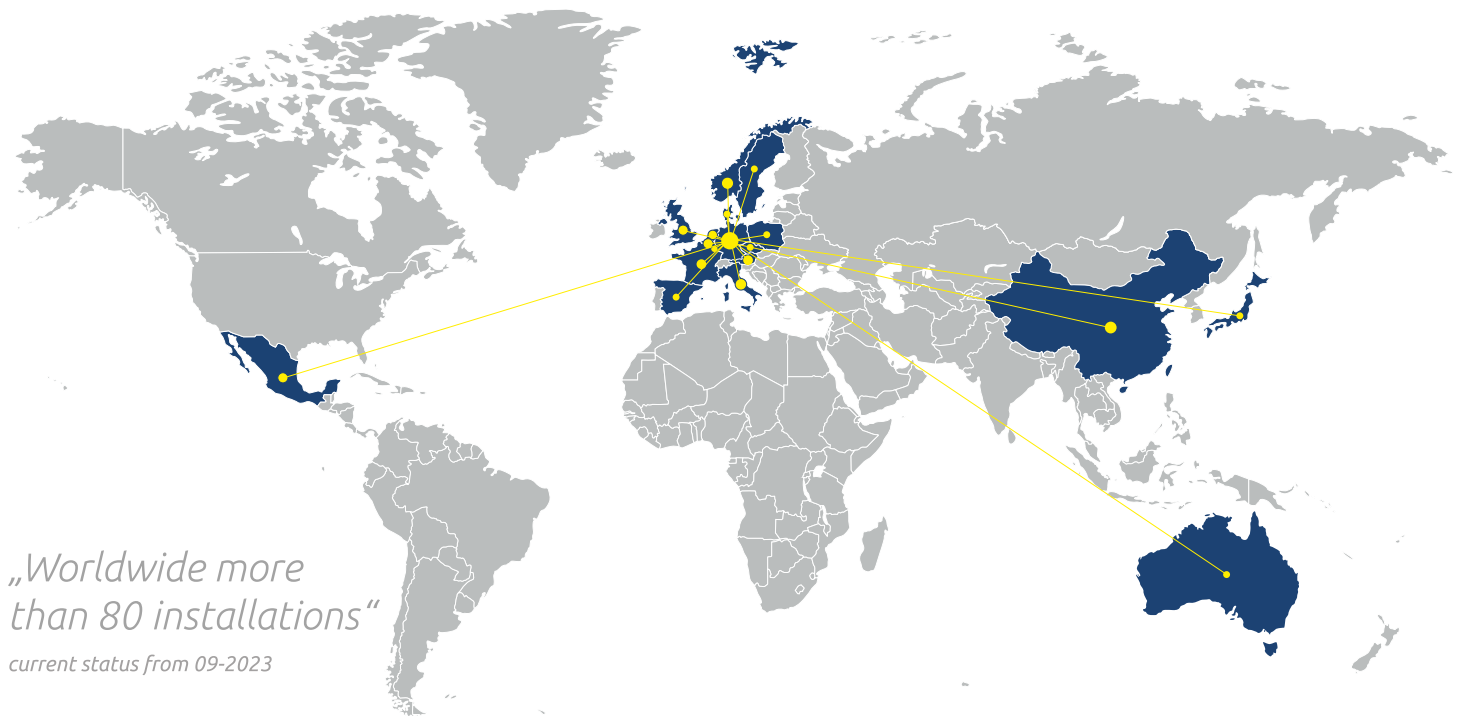 „Worldwide more
than 80 installations“
current status from 09-2023